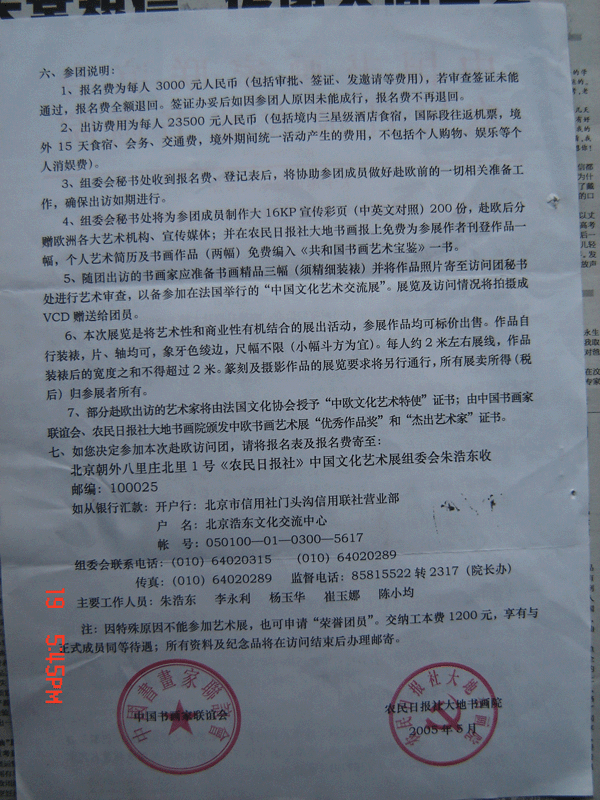 六、参团说明：
1、报名费为每人 3000 元人民币（包括审批、签证、发邀请等费用），若审查签证未能
通过，报名费全额退回。签证办妥后如因参团人原因未能成行，报名费不再退回。
2、出访费用为每人 23500 元人民币（包括境内三星级酒店食宿，国际段往返机票，境
外 15 天食宿、会务、交通费，境外期间统一活动产生的费用，不包括个人购物、娱乐等个
人消娱费）。
3、组委会秘书处收到报名费、登记表后，将协助参团成员做好赴欧前的一切相关准备工
作，确保出访如期进行。
4、组委会秘书处将为参团成员制作大 16KP 宣传彩页（中英文对照）200 份，赴欧后分
赠欧洲各大艺术机构、宣传媒体；并在农民日报社大地书画报上免费为参展作者刊登作品一
幅，个人艺术简历及书画作品（两幅）免费编入《共和国书画艺术宝鉴》一书。
5、随团出访的书画家应准备书画精品三幅（须精细装裱）并将作品照片寄至访团秘书
处进行艺术审查，以备参加在法国举行的“中国文化艺术交流展”。展览及访问情况将拍摄成
VCD 赠送给团员。
6、本次展览是将艺术性和商业性有机结合的展出活动，参展作品均可标价出售。作品自
行装裱，片、轴均可，象牙色绫边，尺幅不限（小幅斗方为宜）。每人约 2 米左右展线，作品
装裱后的宽度之和不得超过 2 米。篆刻及摄影作品的展览要求将另行通行，所有展卖所得（税
后）归参展者所有。
7、部分赴欧出访的艺术家将由法国文化协会授予“中欧文化艺术特使”证书；由中国书画家
联谊会、农民日报社大地书画院颁发中欧书画艺术展“优秀作品奖”和“杰出艺术家”证书。
七、如您决定参加本次赴欧访问团，请将报名表及报名费寄至：
北京朝外八里庄北里 1 号《农民日报社》中国文化艺术展组委会朱浩东收
邮编：100025
如从银行汇款：开户行：北京市信用社门头沟信用联社营业部
户 名：北京浩东文化交流中心
帐 号：050100—01—0300—5617
组委会联系电话：（010）64020315 （010）64020289
传真：（010）64020289 监督电话：85815522 转 2317（院长办）
主要工作人员：朱浩东 李永利 杨玉华 崔玉娜 陈小均
注：因特殊原因不能参加艺术展，也可申请“荣誉团员”。交纳工本费 1200 元，享有与
正式成员同等待遇；所有资料及纪念品将在访问结束后办理邮寄。
中國書畫家聯誼會
中国书画家联谊会
农民日报社大地书画院
农民日报社大地书画院
2005 年 5 月
19 5:45PM